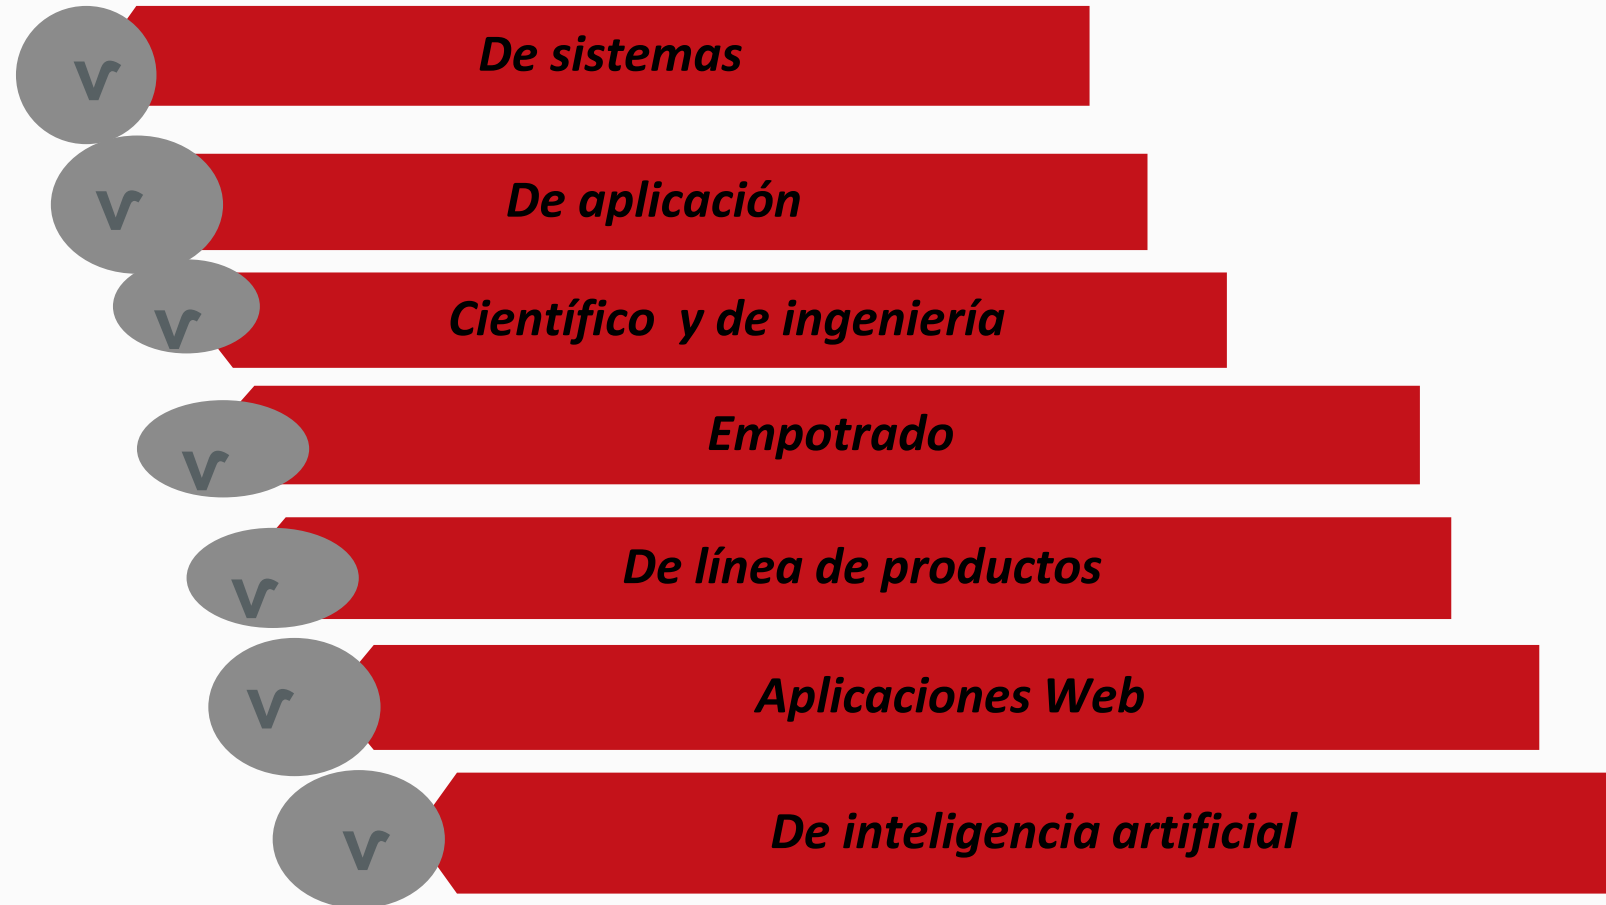 ⱱ De sistemas
ⱱ De aplicación
ⱱ Científico y de ingeniería
ⱱ Empotrado
ⱱ De línea de productos
ⱱ Aplicaciones Web
ⱱ De inteligencia artificial